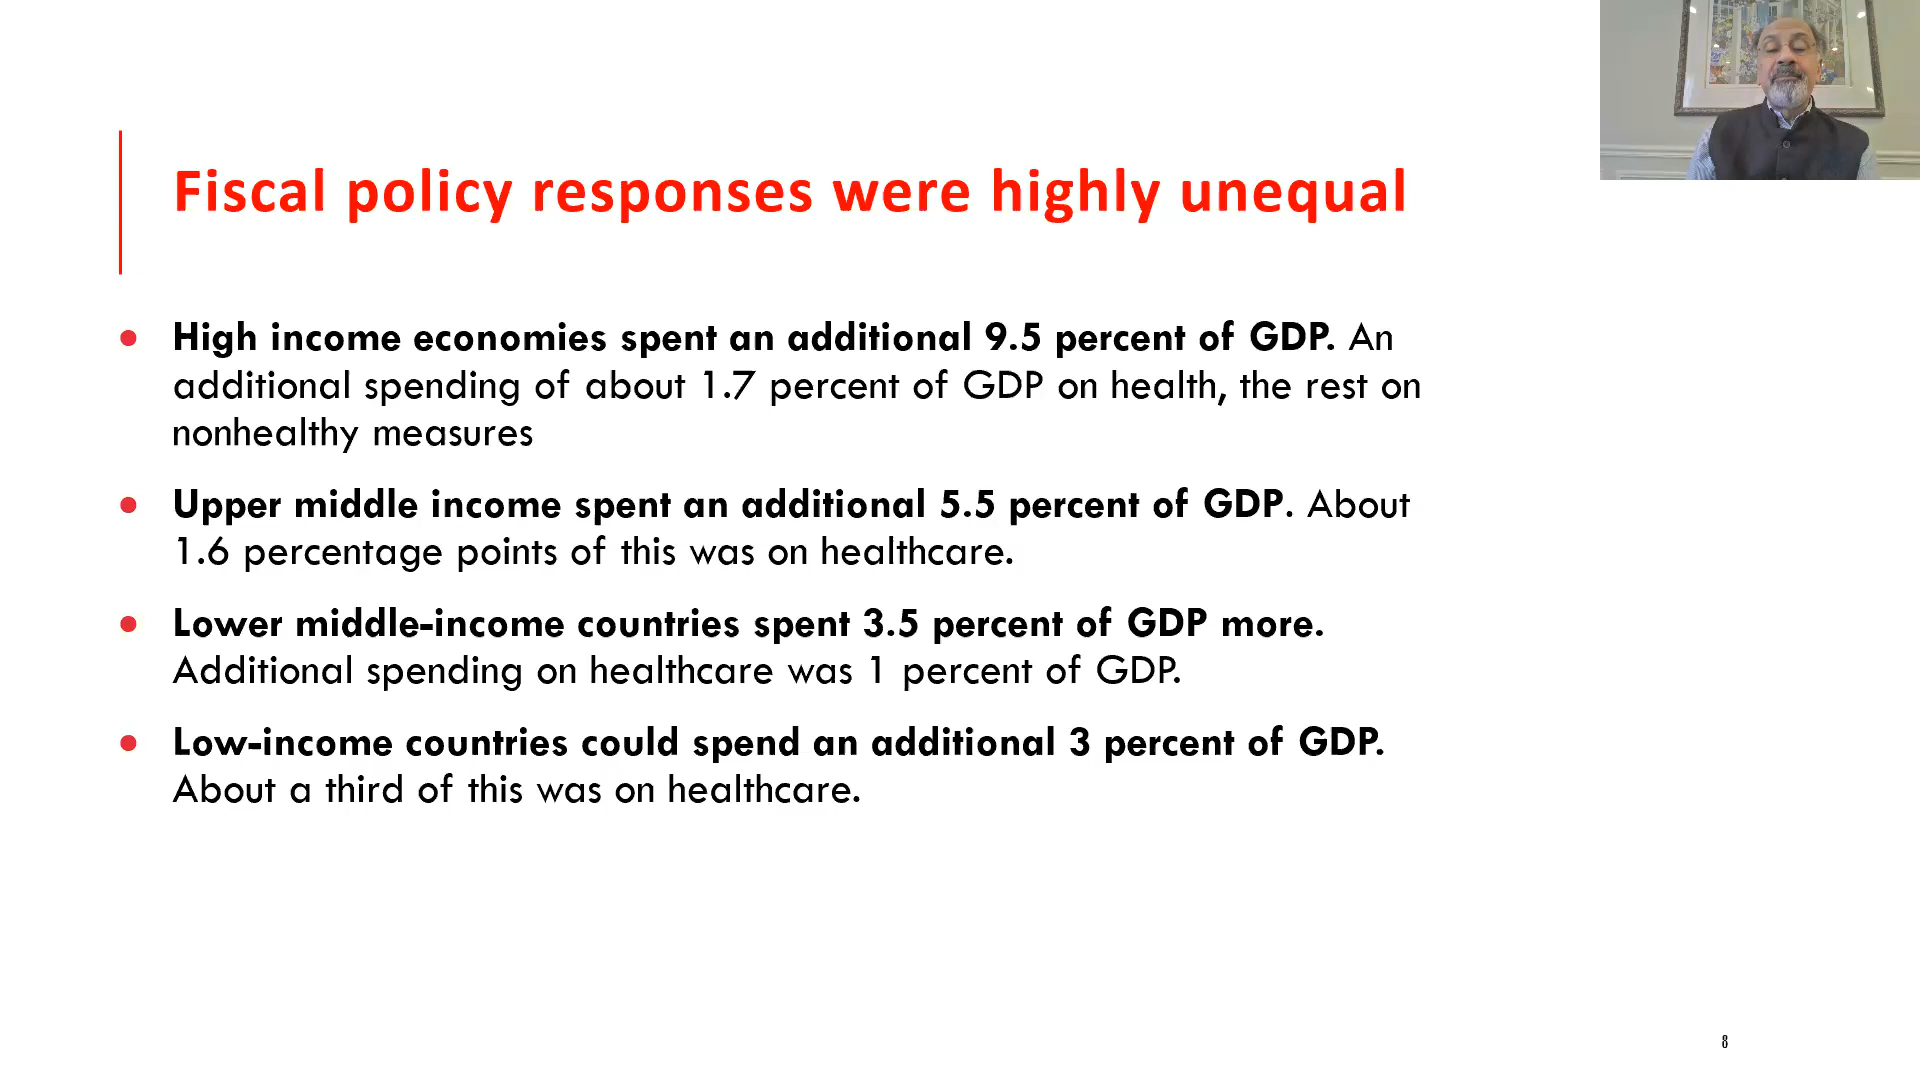 Fiscal policy responses were highly unequal
• High income economies spent an additional 9.5 percent of GDP. An
additional spending of about 1.7 percent of GDP on health, the rest on
nonhealthy measures
• Upper middle income spent an additional 5.5 percent of GDP. About
1.6 percentage points of this was on healthcare.
• Lower middle-income countries spent 3.5 percent of GDP more.
Additional spending on healthcare was 1 percent of GDP.
• Low-income countries could spend an additional 3 percent of GDP.
About a third of this was on healthcare.
8